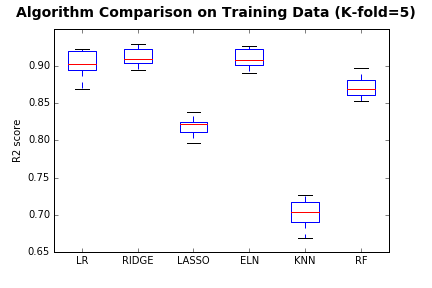 Algorithm Comparison on Training Data (K-fold=5)
R2 score
0.90
0.85
0.80
0.75
0.70
0.65
LR RIDGE LASSO ELN KNN RF